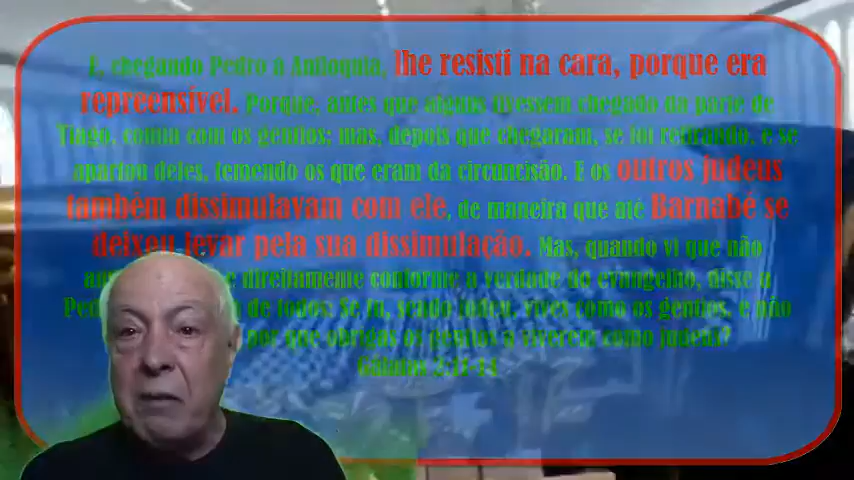 E, chegando Pedro a Antioquia, lhe resisti na cara, porque era
repreensível. Porque, antes que alguns tivessem chegado da parte de
Tiago, comia com os gentios; mas, depois que chegaram, se foi retirando, e se
apartou deles, temendo os que eram da circuncisão. E os outros judeus
também dissimulavam com ele, de maneira que até Barnabé se
deixou levar pela sua dissimulação. Mas, quando vi que não
e direitamente conforme a verdade do evangelho, disse a
de todos: Se tu, sendo judeu, vives como os gentios, e não
por que obrigas os gentios a viverem como judeus?
Gálatas 2:11-14